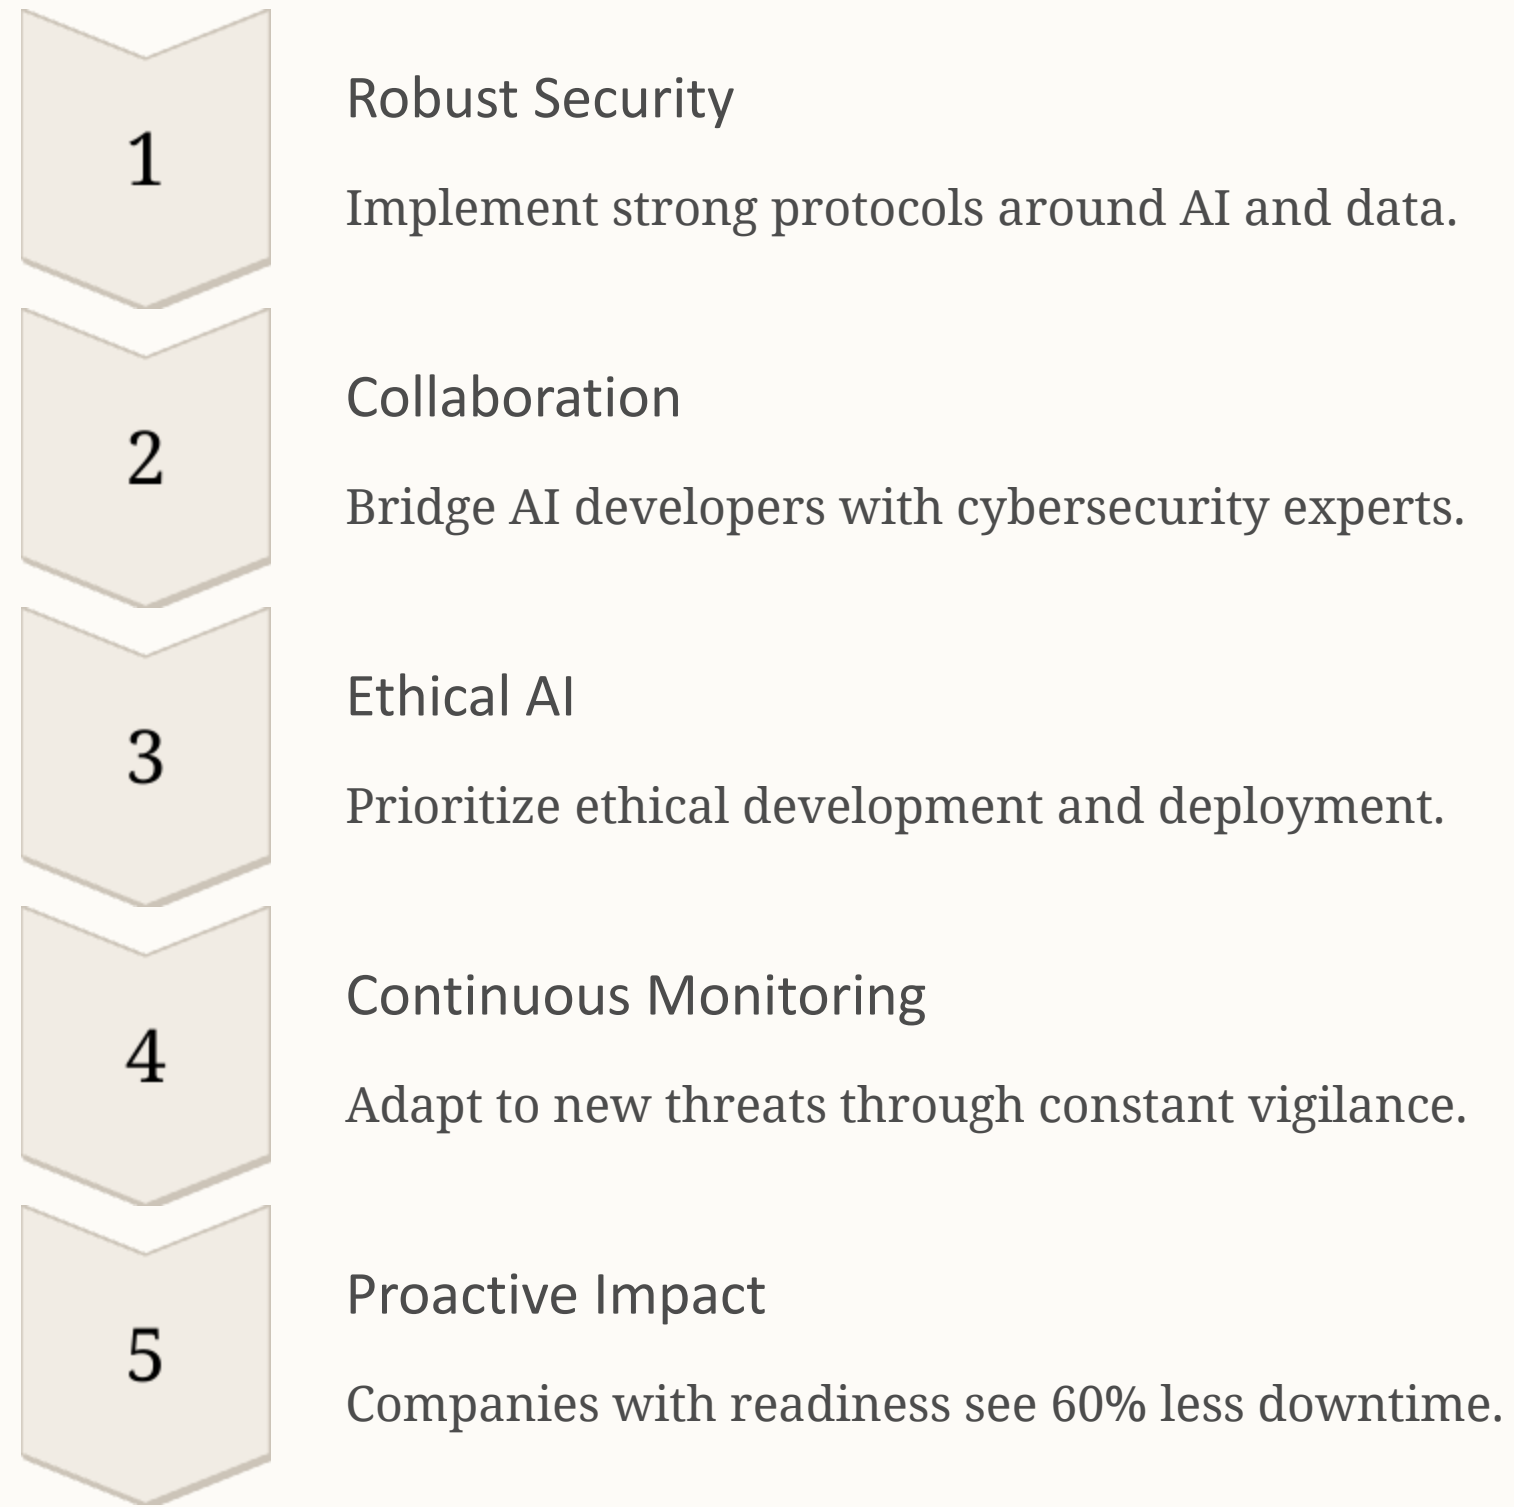 1
Robust Security
Implement strong protocols around AI and data.
2
Collaboration
Bridge AI developers with cybersecurity experts.
3
Ethical AI
Prioritize ethical development and deployment.
4
Continuous Monitoring
Adapt to new threats through constant vigilance.
5
Proactive Impact
Companies with readiness see 60% less downtime.